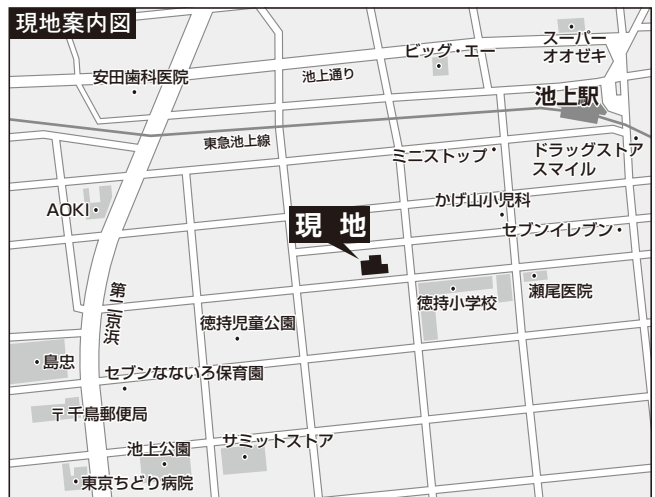 現地案内図
スーパー
オオゼキ
ビッグ・エー
安田歯科医院
池上通り
池上駅
東急池上線
ミニストップ
ドラッグストア
スマイル
かげ山小児科
AOKI
セブンイレブン
現 地
第二京浜
瀬尾医院
徳持小学校
徳持児童公園
島忠
セブンなないろ保育園
〒千鳥郵便局
池上公園
サミットストア
東京ちどり病院